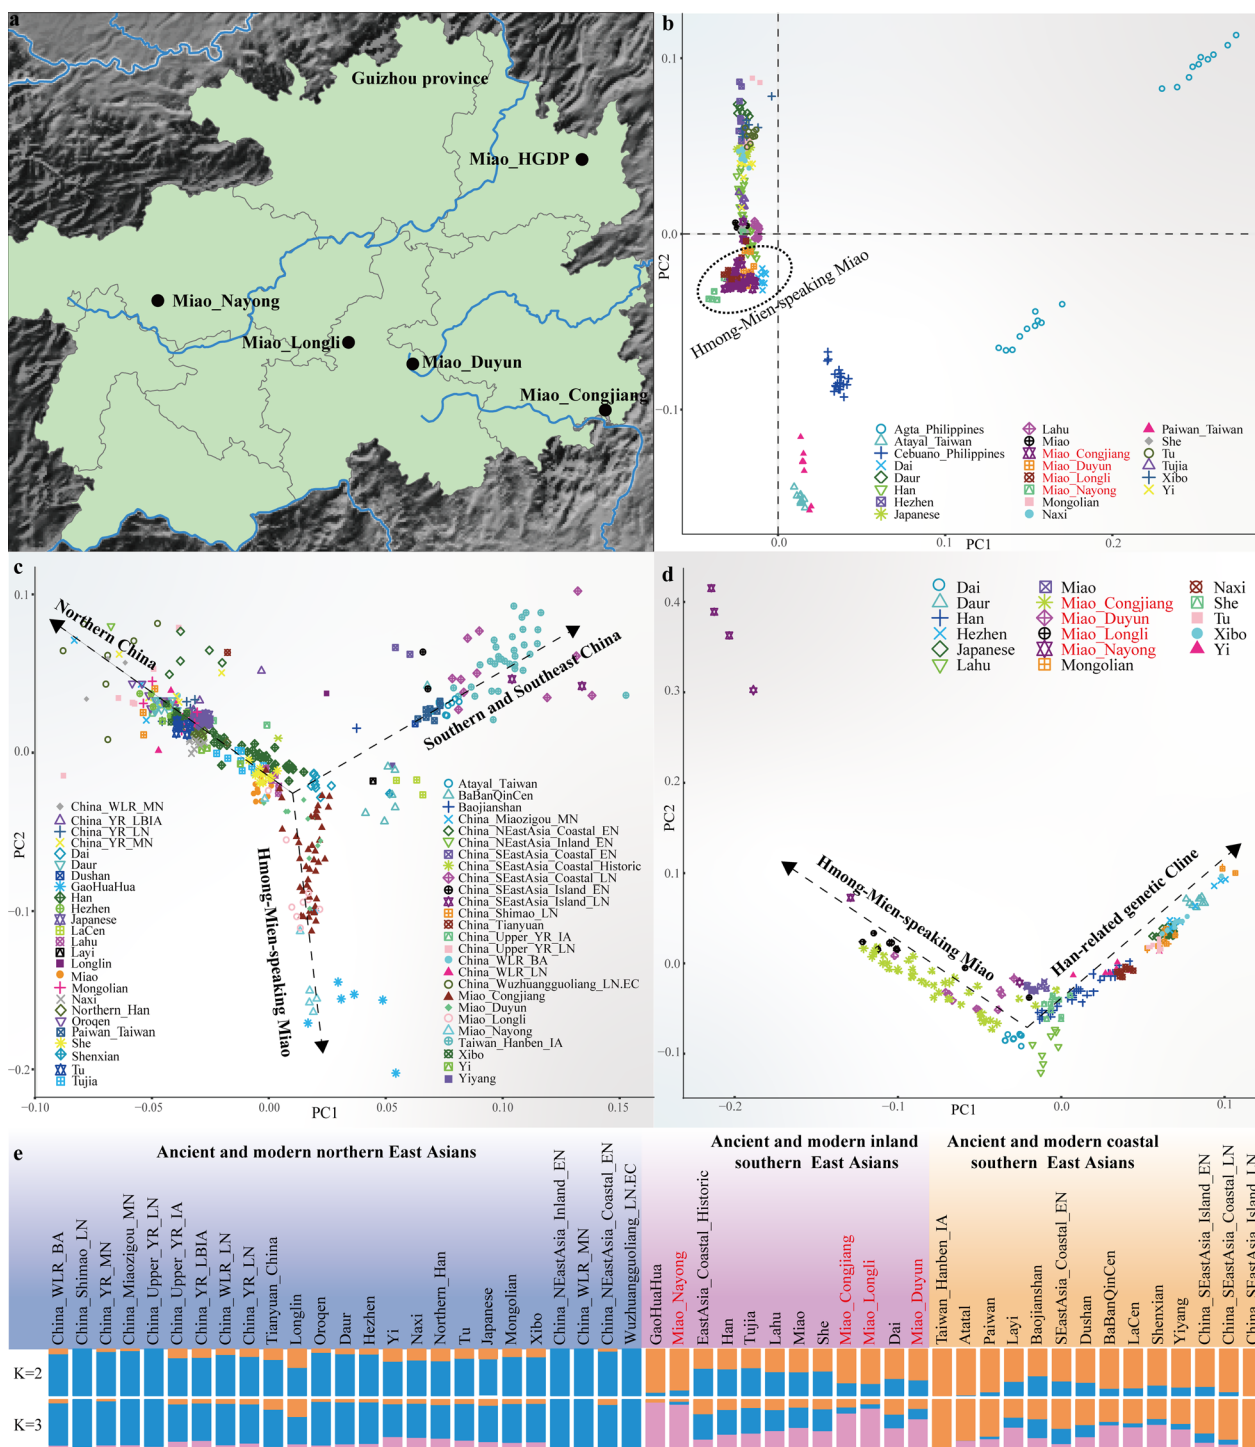 a
Guizhou province
Miao_HGDP
Miao_Nayong
Miao_Longli
Miao_Duyun
Miao_Congjiang
b
0.1
0.0
PC2
−0.1
Hmong-Mien-speaking Miao
Agta_Philippines
Atayal_Taiwan
Cebuano_Philippines
Dai
Daur
Han
Hezhen
Japanese
Lahu
Miao
Miao_Congjiang
Miao_Duyun
Miao_Longli
Miao_Nayong
Mongolian
Naxi
Paiwan_Taiwan
She
Tu
Tujia
Xibo
Yi
0.0
0.1
0.2
PC1
c
0.1
0.0
PC2
−0.1
−0.2
Northern China
Southern and Southeast China
Hmong-Mien-speaking Miao
China_WLR_MN
China_YR_LBIA
China_YR_LN
China_YR_MN
Dai
Daur
Dushan
GaoHuaHua
Han
Hezhen
Japanese
LaCen
Lahu
Layi
Longlin
Miao
Mongolian
Naxi
Northern_Han
Oroqen
Paiwan_Taiwan
She
Shenxian
Tu
Tujia
Atayal_Taiwan
BaBanQinCen
Baojianshan
China_Miaozigou_MN
China_NEastAsia_Coastal_EN
China_NEastAsia_Inland_EN
China_SEastAsia_Coastal_EN
China_SEastAsia_Coastal_Historic
China_SEastAsia_Coastal_LN
China_SEastAsia_Island_EN
China_SEastAsia_Island_LN
China_Shimao_LN
China_Tianyuan
China_Upper_YR_IA
China_Upper_YR_LN
China_WLR_BA
China_WLR_LN
China_Wuzhuangguoliang_LN.EC
Miao_Congjiang
Miao_Duyun
Miao_Longli
Miao_Nayong
Taiwan_Hanben_IA
Xibo
Yi
Yiyang
−0.10
−0.05
0.00
0.05
0.10
0.15
PC1
d
0.4
0.3
0.2
PC2
0.1
0.0
−0.1
Dai
Daur
Han
Hezhen
Japanese
Lahu
Miao
Miao_Congjiang
Miao_Duyun
Miao_Longli
Miao_Nayong
Mongolian
Naxi
She
Tu
Xibo
Yi
Hmong-Mien-speaking Miao
Han-related genetic Cline
−0.2
−0.1
0.0
0.1
PC1
e
Ancient and modern northern East Asians
Ancient and modern inland
southern East Asians
Ancient and modern coastal
southern East Asians
China_WLR_BA
China_Shimao_LN
China_YR_MN
China_Miaozigou_MN
China_Upper_YR_LN
China_Upper_YR_IA
China_YR_LBIA
China_WLR_LN
China_YR_LN
Tianyuan_China
Longlin
Oroqen
Daur
Hezhen
Yi
Naxi
Northern_Han
Tu
Japanese
Mongolian
Xibo
China_NEastAsia_Inland_EN
China_WLR_MN
China_NEastAsia_Coastal_EN
Wuzhuangguoliang_LN.EC
GaoHuaHua
Miao_Nayong
EastAsia_Coastal_Historic
Han
Tujia
Lahu
Miao
She
Miao_Congjiang
Miao_Longli
Dai
Miao_Duyun
Taiwan_Hanben_IA
Atatal
Paiwan
Layi
Baojianshan
SEastAsia_Coastal_EN
Dushan
BaBanQinCen
LaCen
Shenxian
Yiyang
China_SEastAsia_Island_EN
China_SEastAsia_Coastal_LN
China_SEastAsia_Island_LN
K=2
K=3